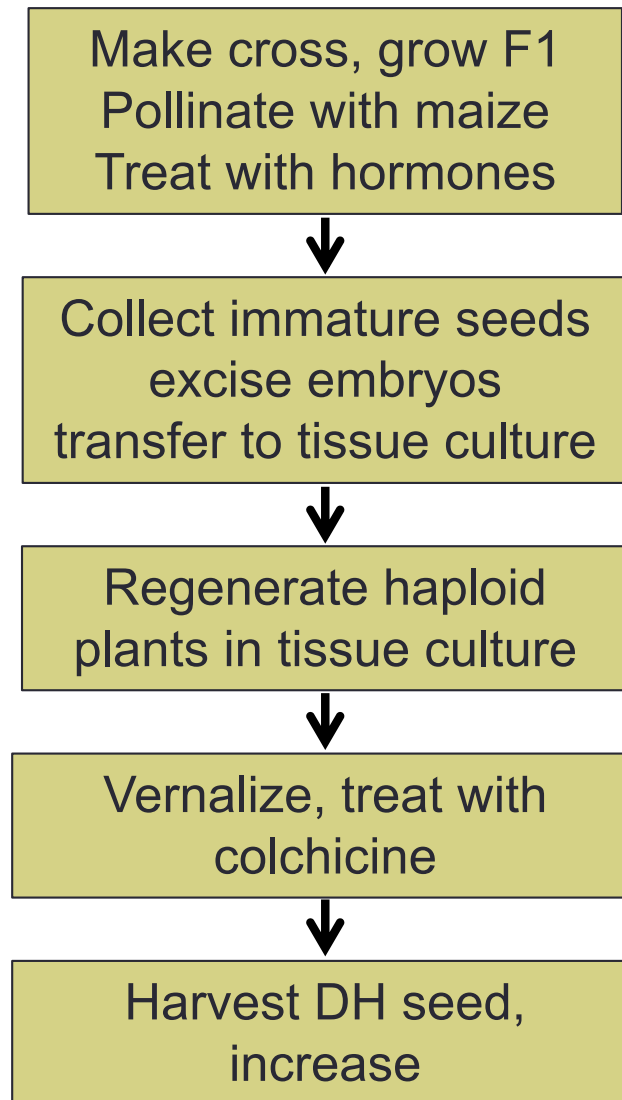 Make cross, grow F1
Pollinate with maize
Treat with hormones
Collect immature seeds
excise embryos
transfer to tissue culture
Regenerate haploid
plants in tissue culture
Vernalize, treat with
colchicine
Harvest DH seed,
increase